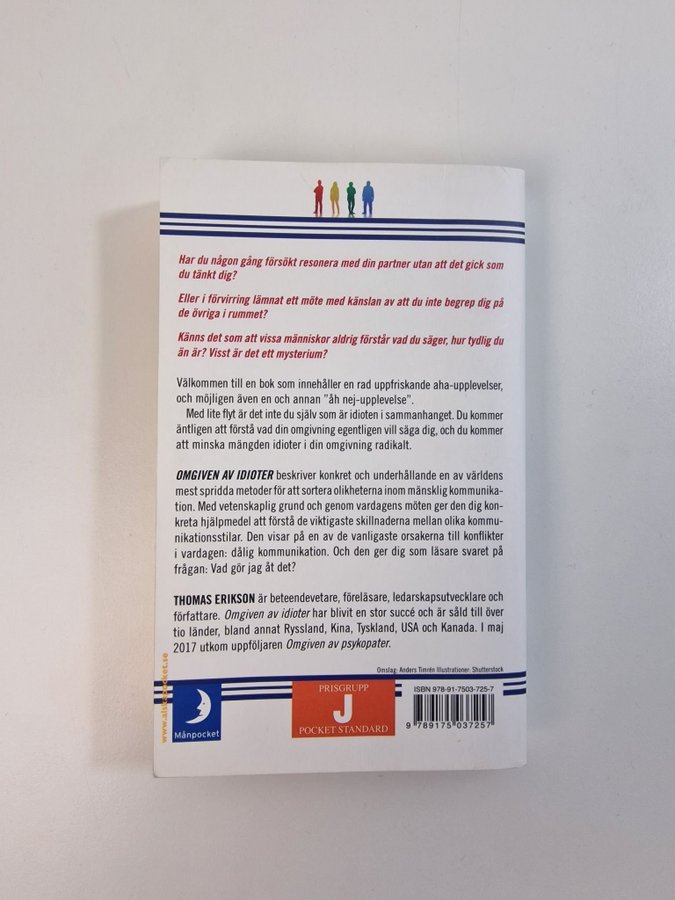 Har du någon gång försökt resonera med din partner utan att det gick som
du tänkt dig?
Eller i förvirring lämnat ett möte med känslan av att du inte begrep dig på
de övriga i rummet?
Känns det som att vissa människor aldrig förstår vad du säger, hur tydlig du
än är? Visst är det ett mysterium?
Välkommen till en bok som innehåller en rad uppfriskande aha-upplevelser,
och möjligen även en och annan ”åh nej-upplevelse”.
Med lite flyt är det inte du själv som är idioten i sammanhanget. Du kommer
äntligen att förstå vad din omgivning egentligen vill säga dig, och du kommer
att minska mängden idioter i din omgivning radikalt.
OMGIVEN AV IDIOTER beskriver konkret och underhållande en av världens
mest spridda metoder för att sortera olikheterna inom mänsklig kommunika-
tion. Med vetenskaplig grund och genom vardagens möten ger den dig kon-
kreta hjälpmedel att förstå de viktigaste skillnaderna mellan olika kommu-
nikationsstilar. Den visar på en av de vanligaste orsakerna till konflikter
i vardagen: dålig kommunikation. Och den ger dig som läsare svaret på
frågan: Vad gör jag åt det?
THOMAS ERIKSON är beteendevetare, föreläsare, ledarskapsutvecklare och
författare. Omgiven av idioter har blivit en stor succé och är såld till över
tio länder, bland annat Ryssland, Kina, Tyskland, USA och Kanada. I maj
2017 utkom uppföljaren Omgiven av psykopater.
Omslag: Anders Timrén Illustrationer: Shutterstock
Månpocket
PRISGRUPP
J
POCKET STANDARD
ISBN 978-91-7503-725-7
9 789175 037257